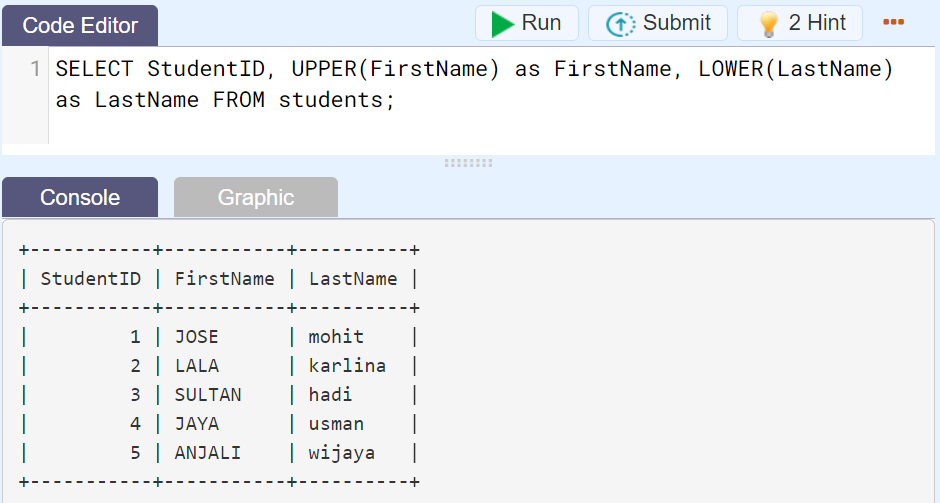 Code Editor
Run
Submit
2 Hint
1 SELECT StudentID, UPPER(FirstName) as FirstName, LOWER(LastName)
as LastName FROM students;
Console
Graphic
+-----------+-----------+----------+
| StudentID | FirstName | LastName |
+-----------+-----------+----------+
|         1 | JOSE      | mohit    |
|         2 | LALA      | karlina  |
|         3 | SULTAN    | hadi     |
|         4 | JAYA      | usman    |
|         5 | ANJALI    | wijaya   |
+-----------+-----------+----------+